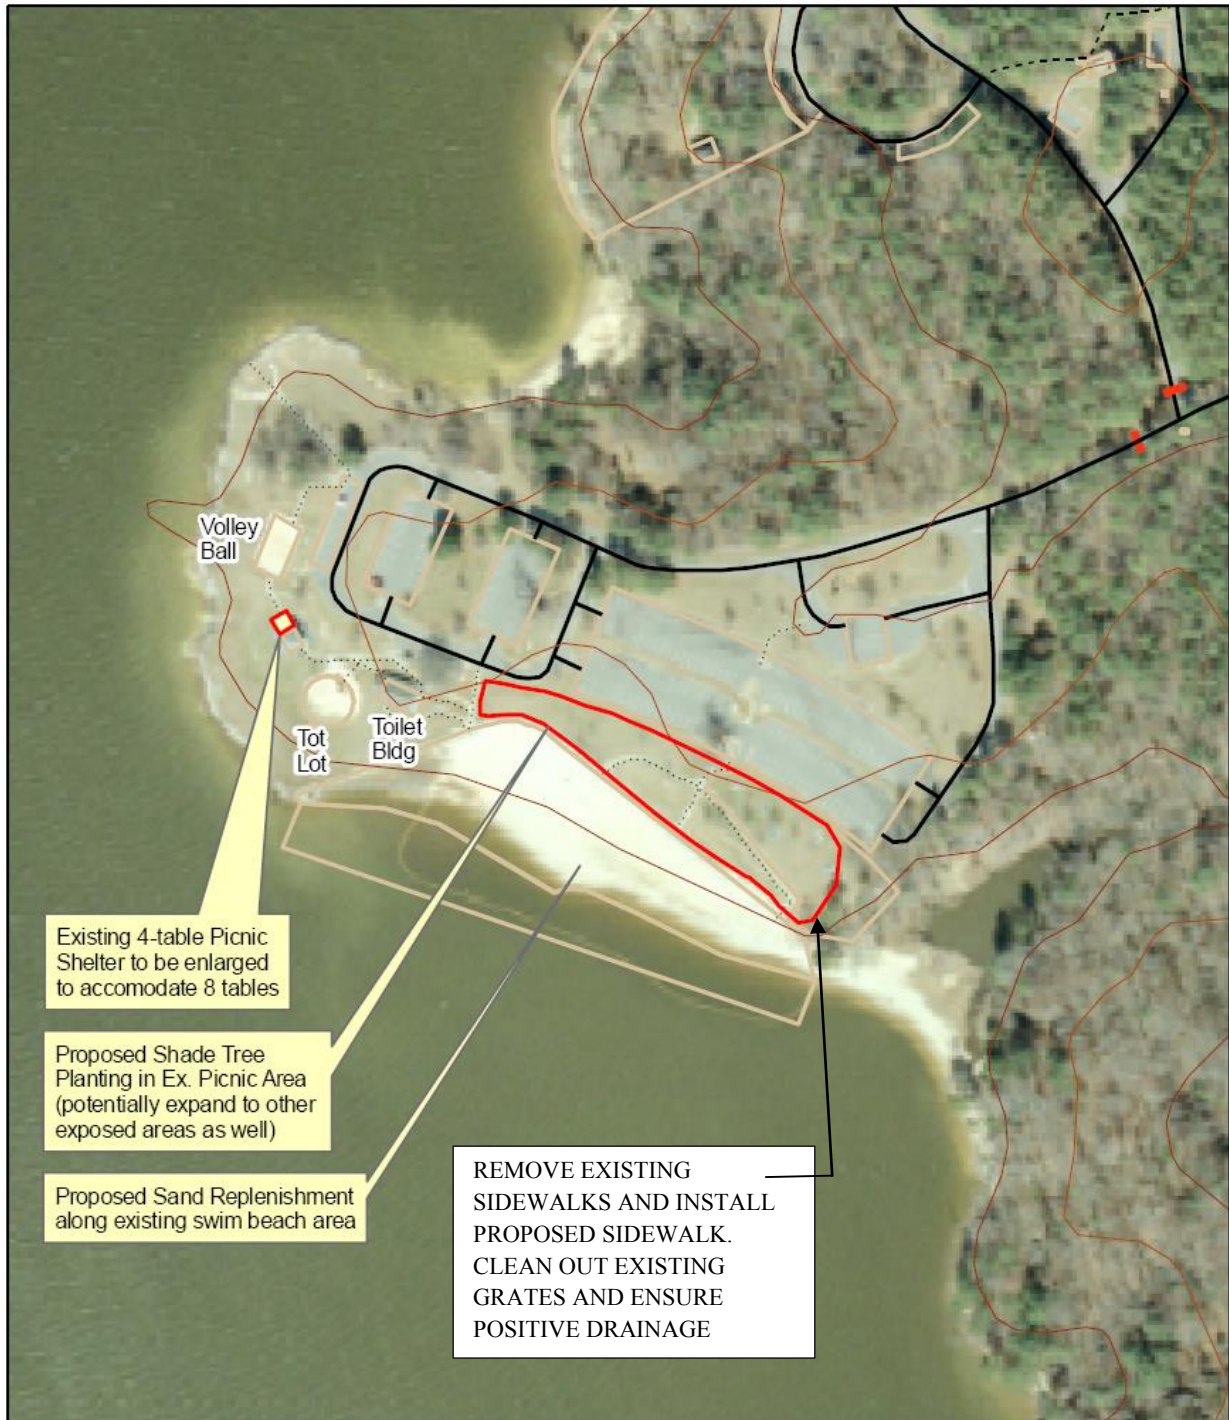 Volley
Ball
Tot
Lot
Toilet
Bldg
Existing 4-table Picnic
Shelter to be enlarged
to accomodate 8 tables
Proposed Shade Tree
Planting in Ex. Picnic Area
(potentially expand to other
exposed areas as well)
Proposed Sand Replenishment
along existing swim beach area
REMOVE EXISTING
SIDEWALKS AND INSTALL
PROPOSED SIDEWALK.
CLEAN OUT EXISTING
GRATES AND ENSURE
POSITIVE DRAINAGE